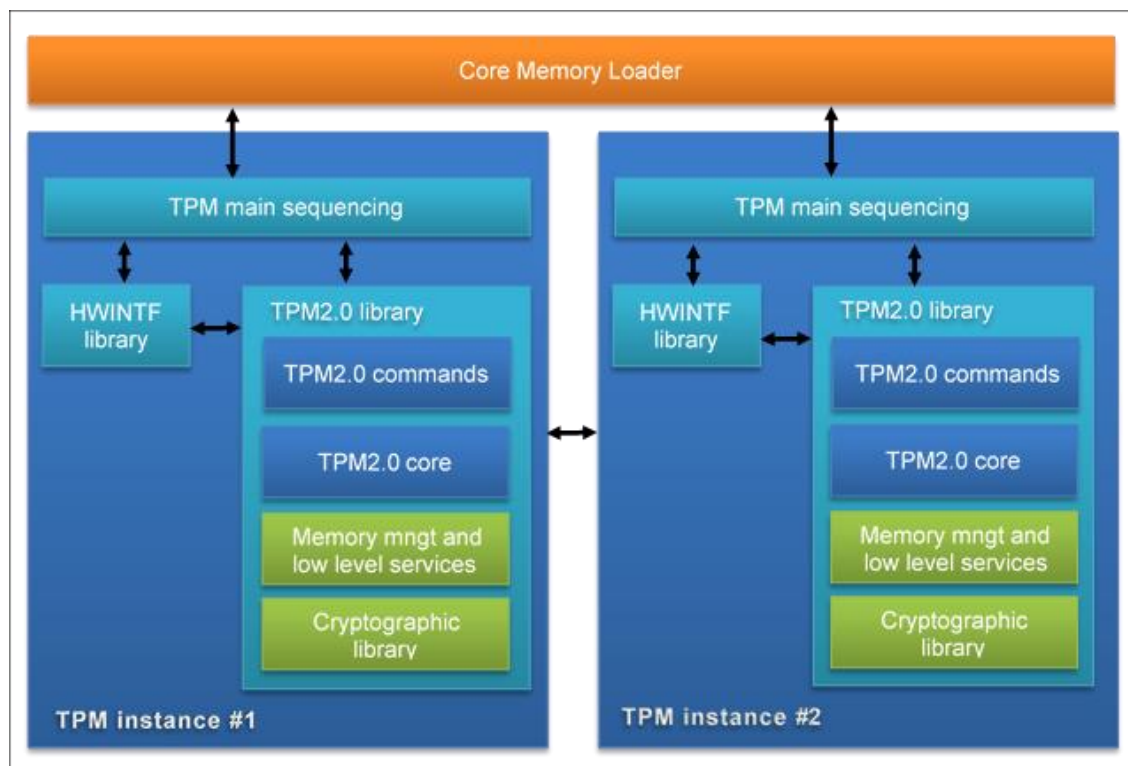 Core Memory Loader
TPM main sequencing
HWINTF
library
TPM2.0 library
TPM2.0 commands
TPM2.0 core
Memory mngt and
low level services
Cryptographic
library
TPM instance #1
TPM main sequencing
HWINTF
library
TPM2.0 library
TPM2.0 commands
TPM2.0 core
Memory mngt and
low level services
Cryptographic
library
TPM instance #2